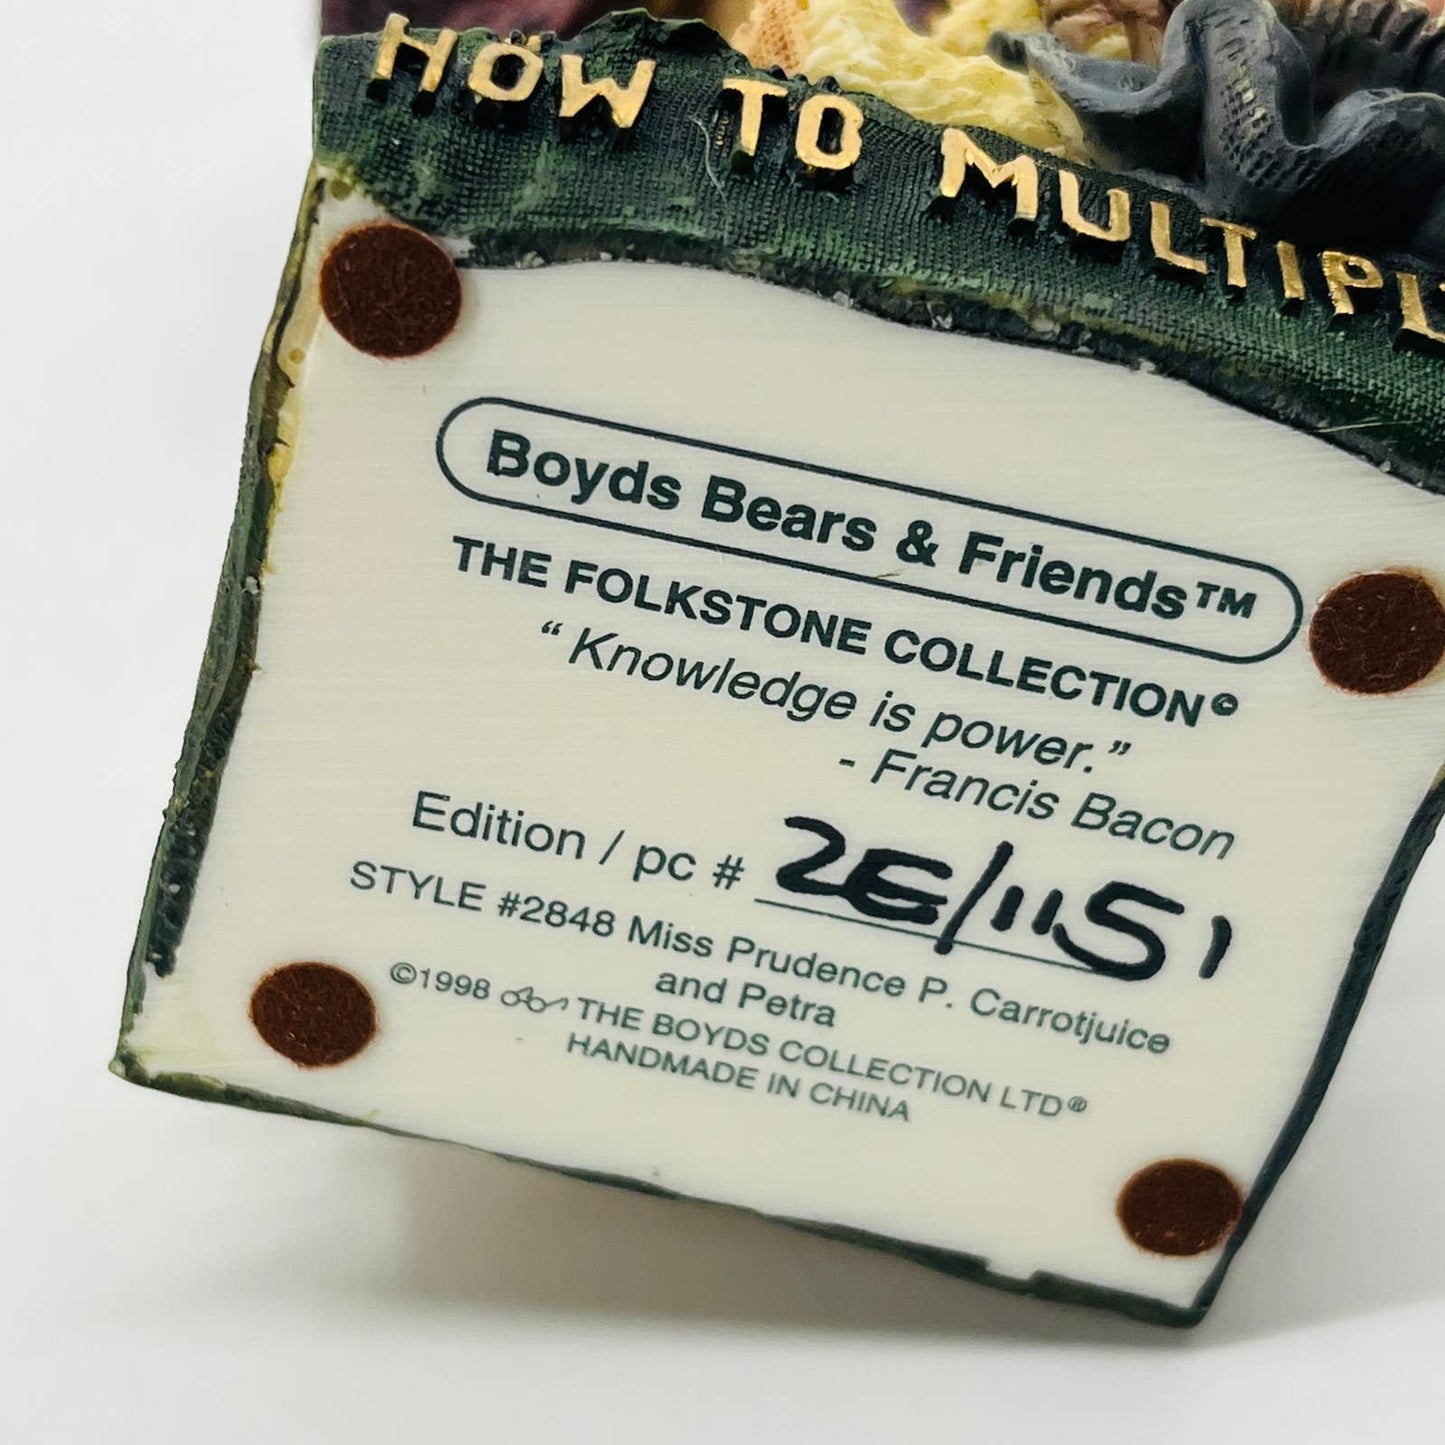 HOW TO MULTIPL
Boyds Bears & Friends™
THE FOLKSTONE COLLECTION©
“Knowledge is power.”
- Francis Bacon
Edition / pc # 2E/1151
STYLE #2848 Miss Prudence P. Carrotjuice
and Petra
©1998 THE BOYDS COLLECTION LTD®
HANDMADE IN CHINA